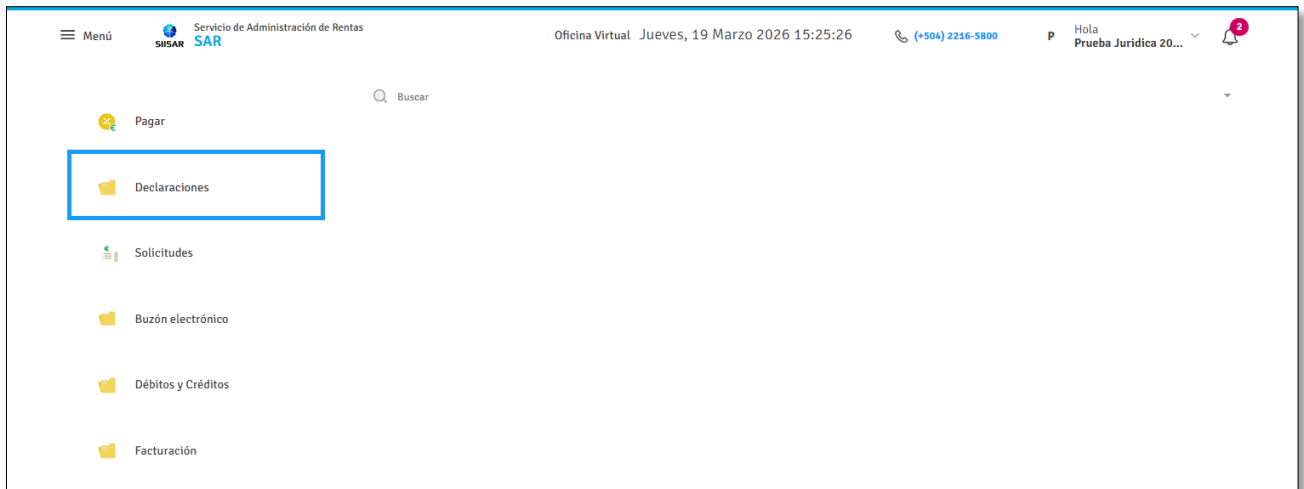 Menú
SIISAR
Servicio de Administración de Rentas
SAR
Oficina Virtual Jueves, 19 Marzo 2026 15:25:26
(+504) 2216-5800
P
Hola
Prueba Juridica 20...
2
Buscar
Pagar
Declaraciones
Solicitudes
Buzón electrónico
Débitos y Créditos
Facturación